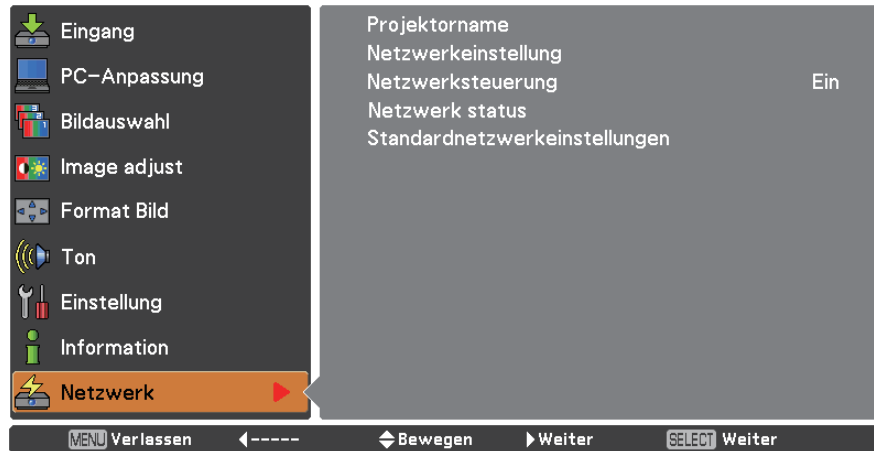 Eingang
PC-Anpassung
Bildauswahl
Image adjust
Format Bild
Ton
Einstellung
Information
Netzwerk
Projektorname
Netzwerkeinstellung
Netzwerksteuerung Ein
Netzwerk status
Standardnetzwerkeinstellungen
MENU Verlassen ----- Bewegen Weiter SELECT Weiter